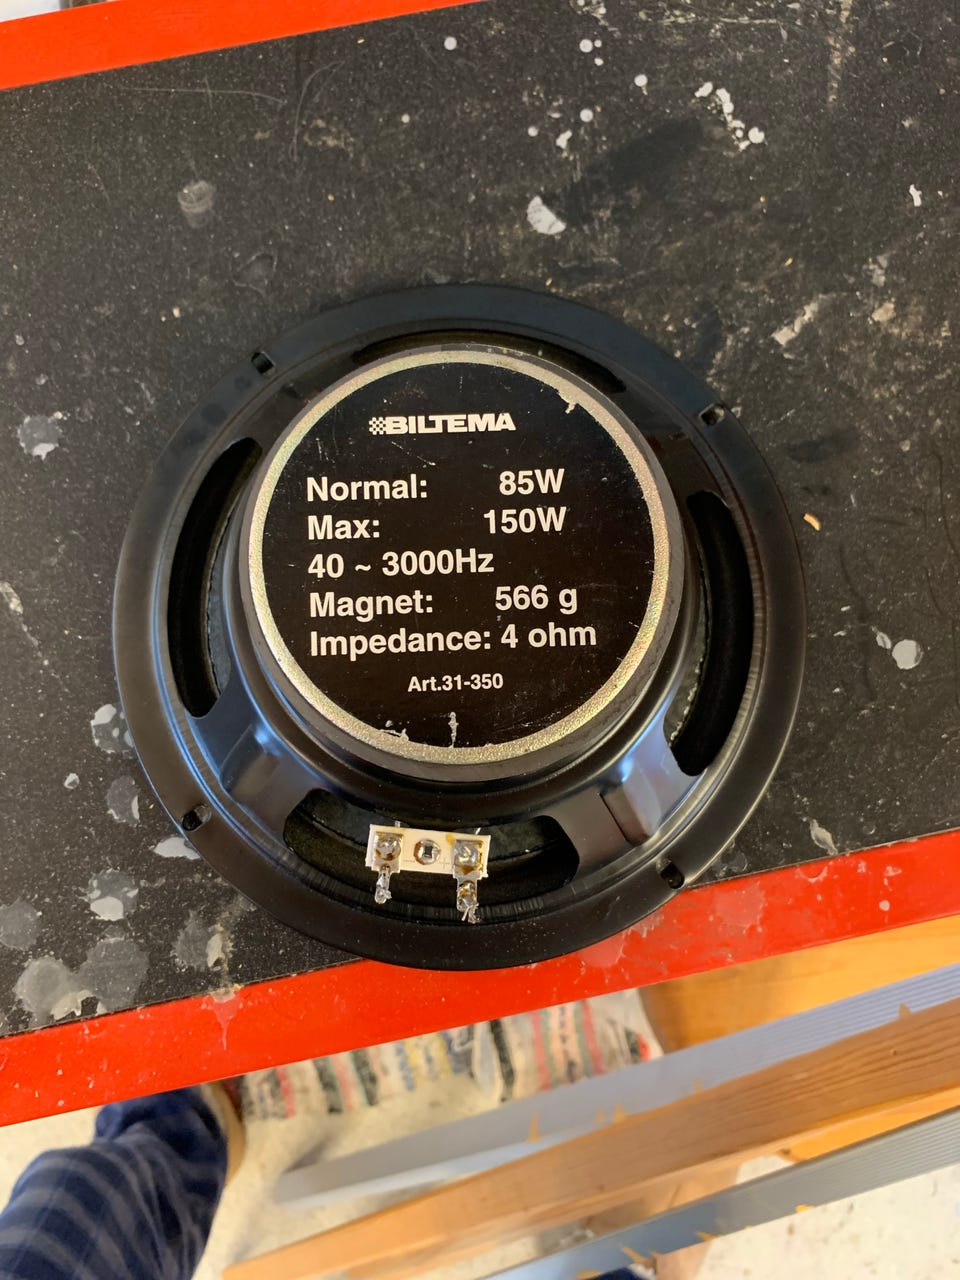 BILTEMA
Normal: 85W
Max: 150W
40 ~ 3000Hz
Magnet: 566 g
Impedance: 4 ohm
Art.31-350